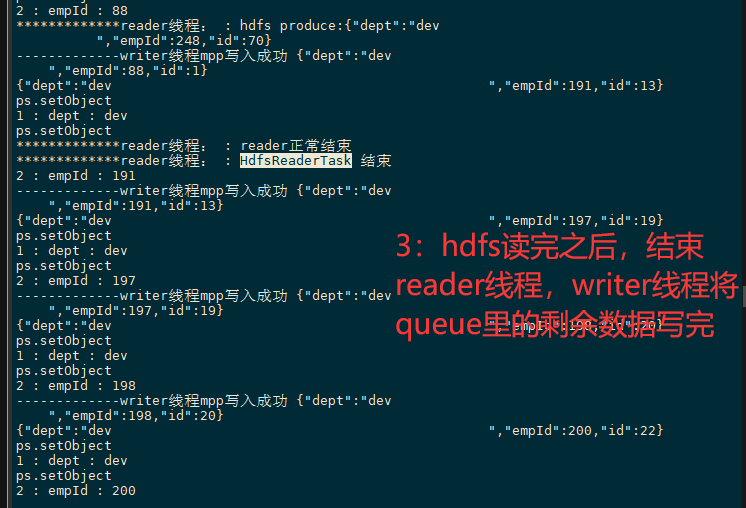 2 : empId : 88
*************reader线程： : hdfs produce:{"dept":"dev
","empId":248,"id":70}
-------------writer线程mpp写入成功 {"dept":"dev
","empId":88,"id":1}
{"dept":"dev ","empId":191,"id":13}
ps.setObject
1 : dept : dev
ps.setObject
*************reader线程： : reader正常结束
*************reader线程： : HdfsReaderTask 结束
2 : empId : 191
-------------writer线程mpp写入成功 {"dept":"dev
","empId":191,"id":13}
{"dept":"dev ","empId":197,"id":19}
ps.setObject
1 : dept : dev
ps.setObject
2 : empId : 197
-------------writer线程mpp写入成功 {"dept":"dev
","empId":197,"id":19}
{"dept":"dev ","empId":198,"id":20}
ps.setObject
1 : dept : dev
ps.setObject
2 : empId : 198
-------------writer线程mpp写入成功 {"dept":"dev
","empId":198,"id":20}
{"dept":"dev ","empId":200,"id":22}
ps.setObject
1 : dept : dev
ps.setObject
2 : empId : 200
3：hdfs读完之后，结束
reader线程，writer线程将
queue里的剩余数据写完